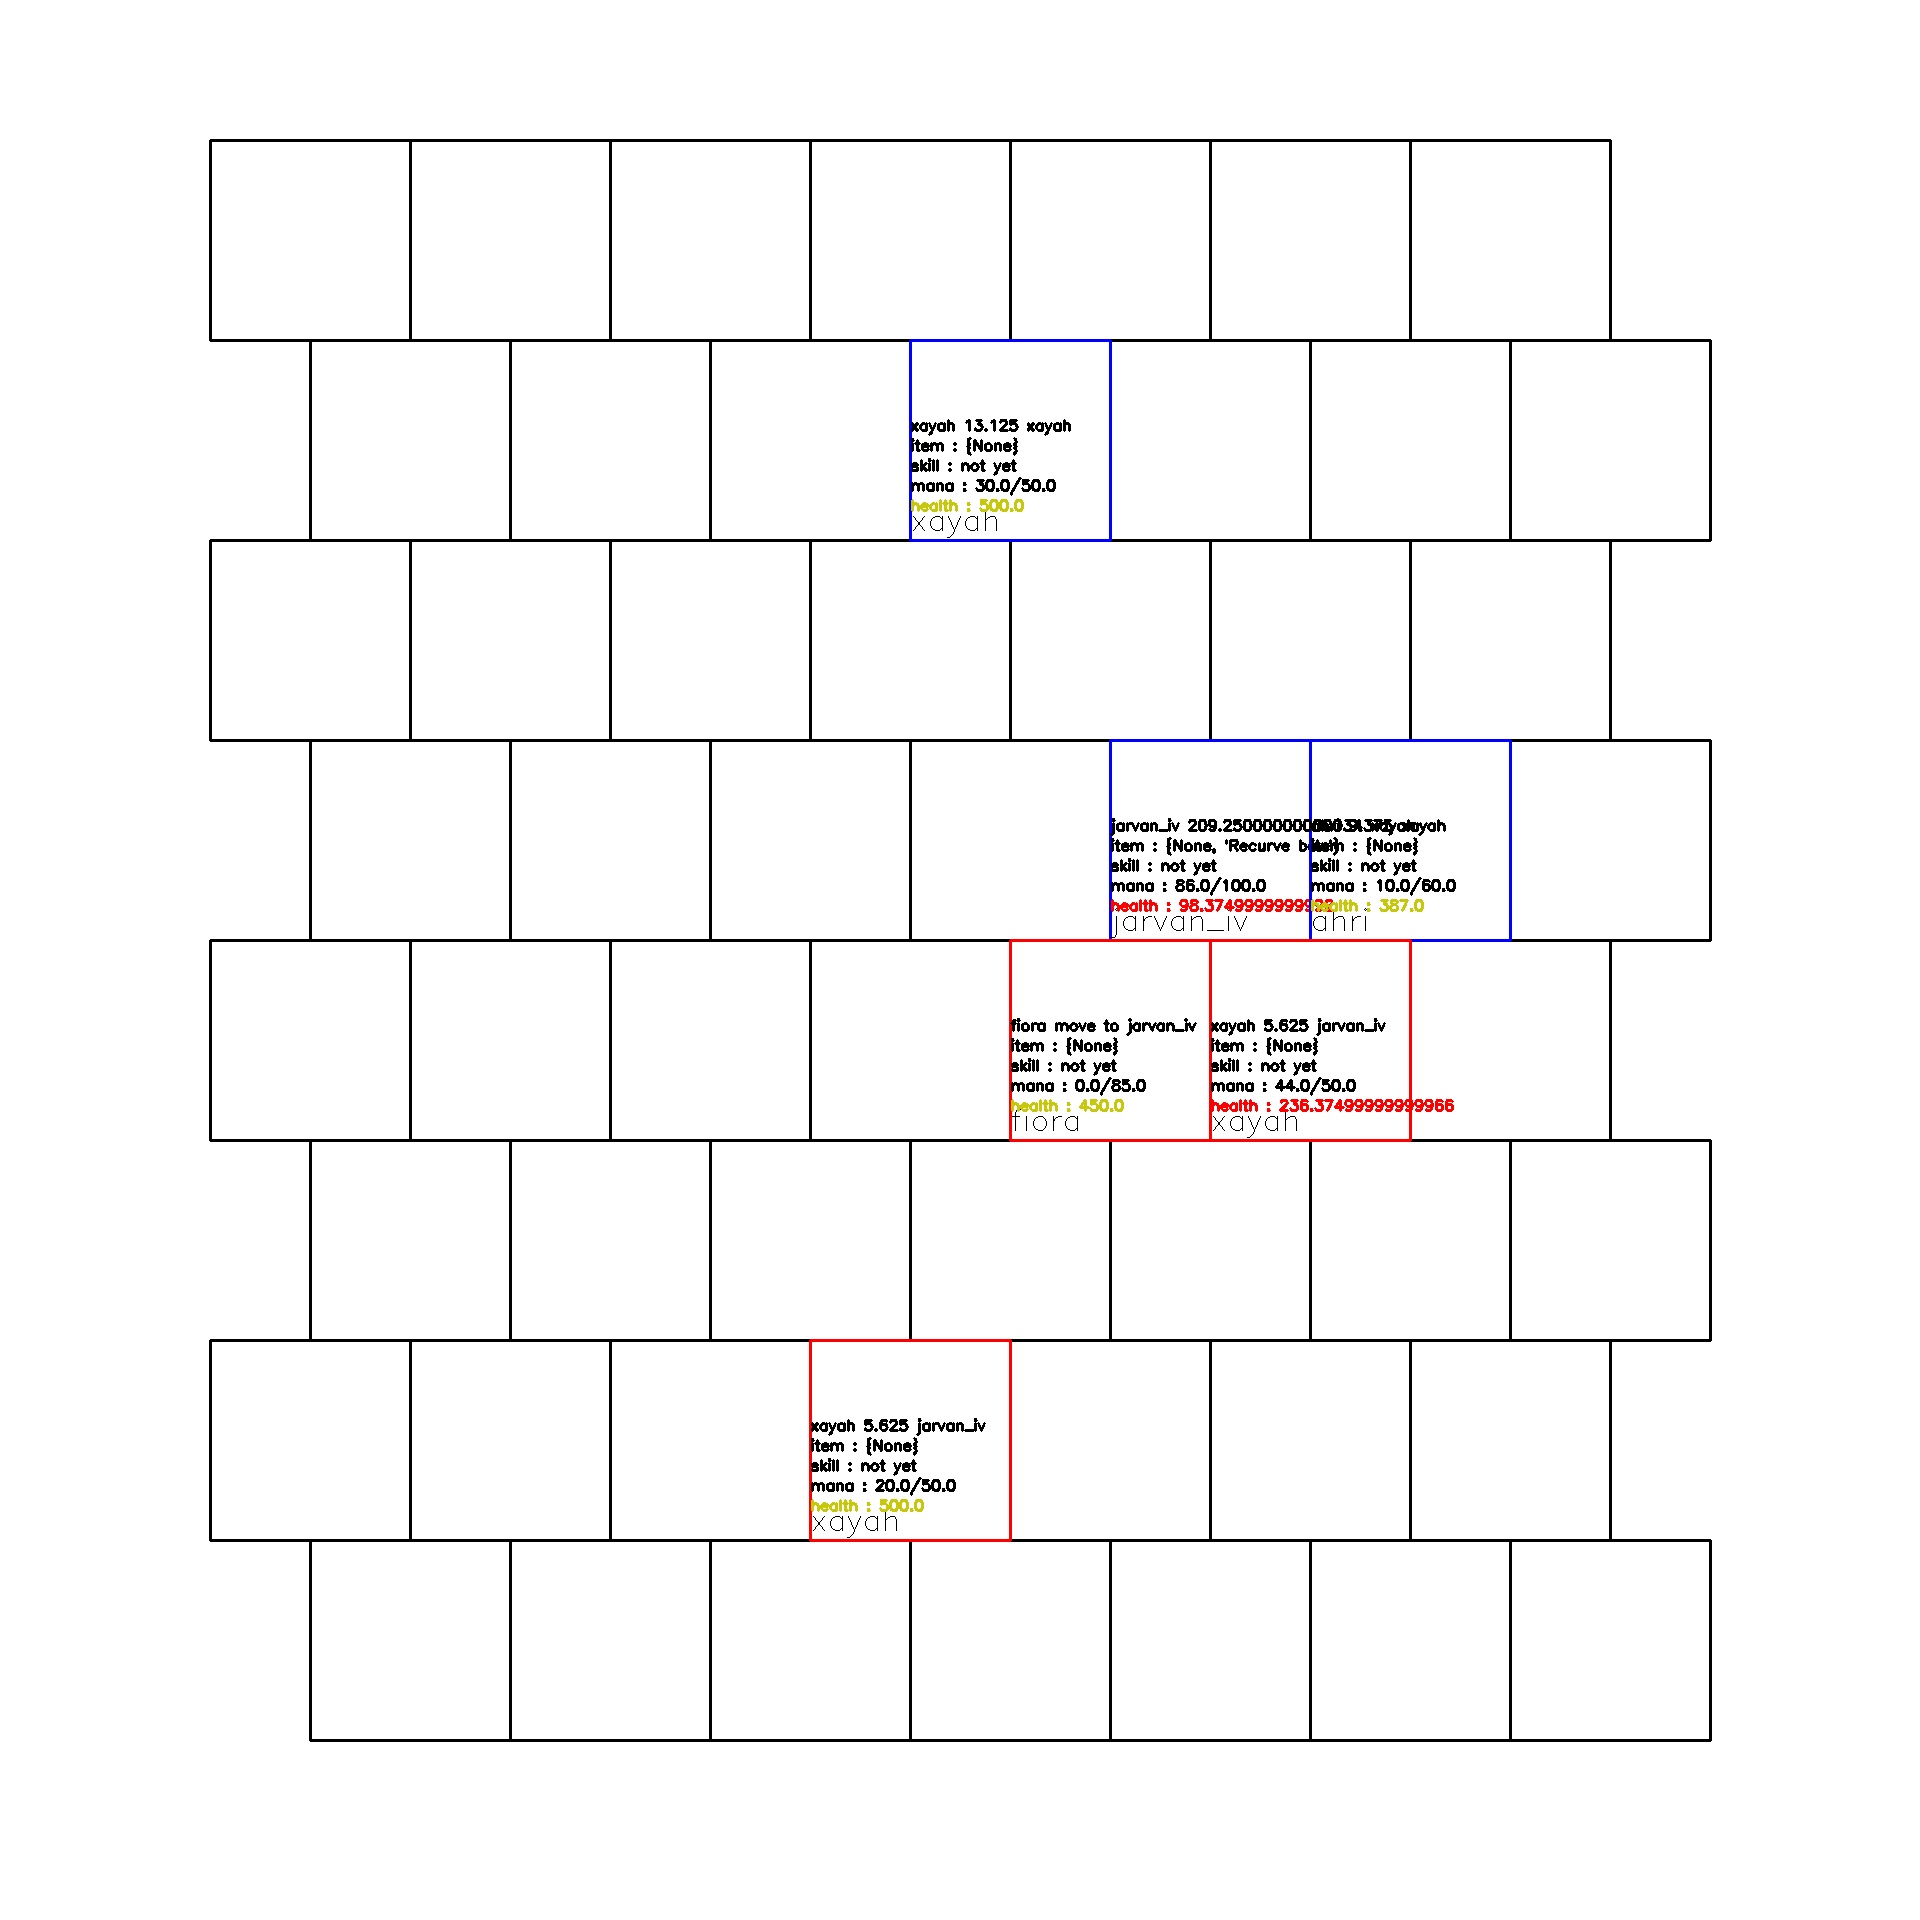 xayah 13.125 xayah
item : {None}
skill : not yet
mana : 30.0/50.0
health : 500.0
xayah
jarvan_iv 209.2500000000
item : {None, 'Recurve
skill : not yet
mana : 86.0/100.0
health : 98.3749999999
jarvan_iv
xayah
item : {None}
skill : not yet
mana : 10.0/60.0
health : 387.0
ahri
fiora move to jarvan_iv
item : {None}
skill : not yet
mana : 0.0/85.0
health : 450.0
fiora
xayah 5.625 jarvan_iv
item : {None}
skill : not yet
mana : 44.0/50.0
health : 236.37499999999966
xayah
xayah 5.625 jarvan_iv
item : {None}
skill : not yet
mana : 20.0/50.0
health : 500.0
xayah